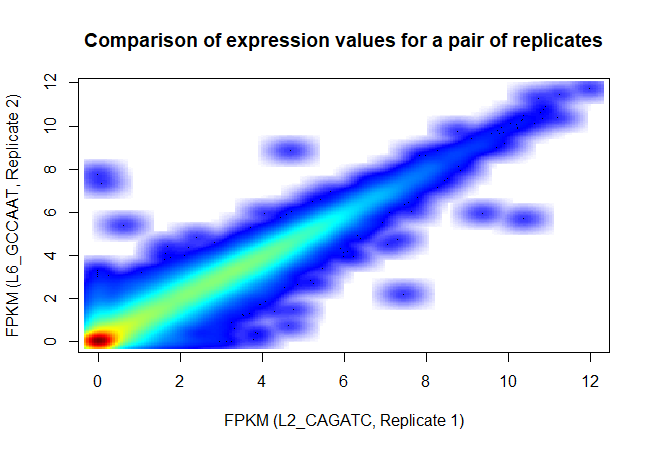 Comparison of expression values for a pair of replicates
FPKM (L6_GCCAAT, Replicate 2)
12
10
8
6
4
2
0
0 2 4 6 8 10 12
FPKM (L2_CAGATC, Replicate 1)